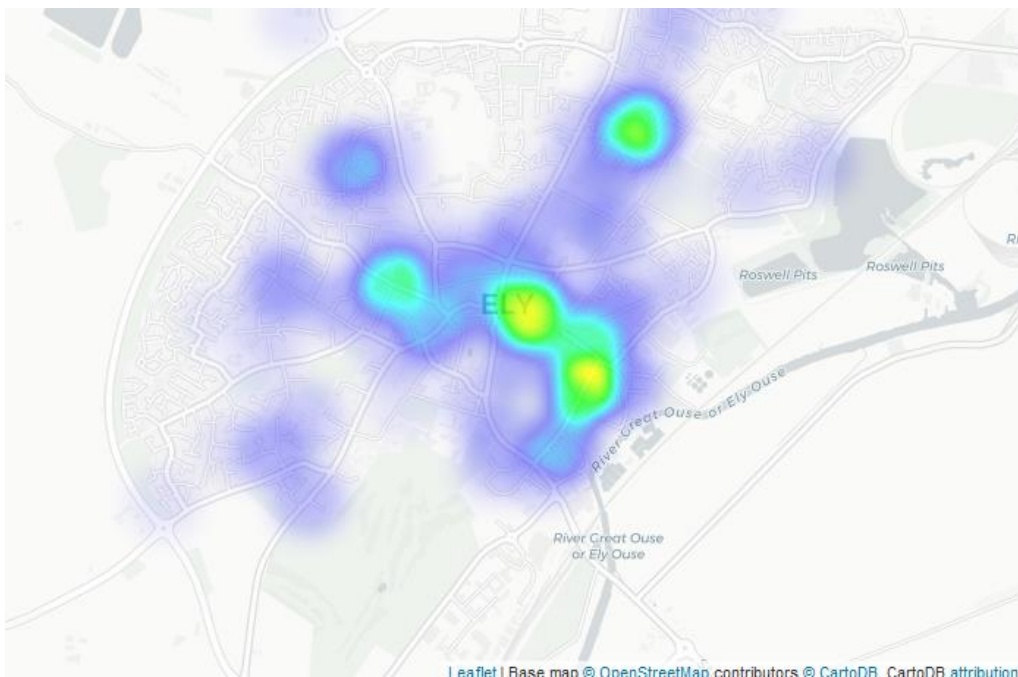 Roswell Pits
Roswell Pits
ELY
River Great Ouse or Ely Ouse
River Great Ouse
or Ely Ouse
Leaflet | Base map © OpenStreetMap contributors © CartoDB, CartoDB attribution